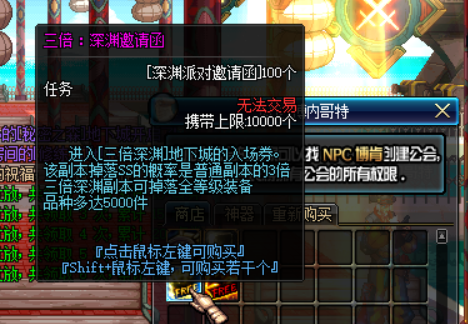 三倍：深渊邀请函
[深渊派对邀请函]100个
任务
无法交易
携带上限:10000个
进入[三倍深渊]地下城的入场券。
该副本掉落SS的概率是普通副本的3倍
三倍深渊副本可掉落全等级装备
品种多达5000件
『点击鼠标左键可购买』
『Shift+鼠标左键，可购买若干个』
内哥特
找 NPC 博肯创建公会，
公会的所有权限．
商店 神器 重新购买
FREE FREE